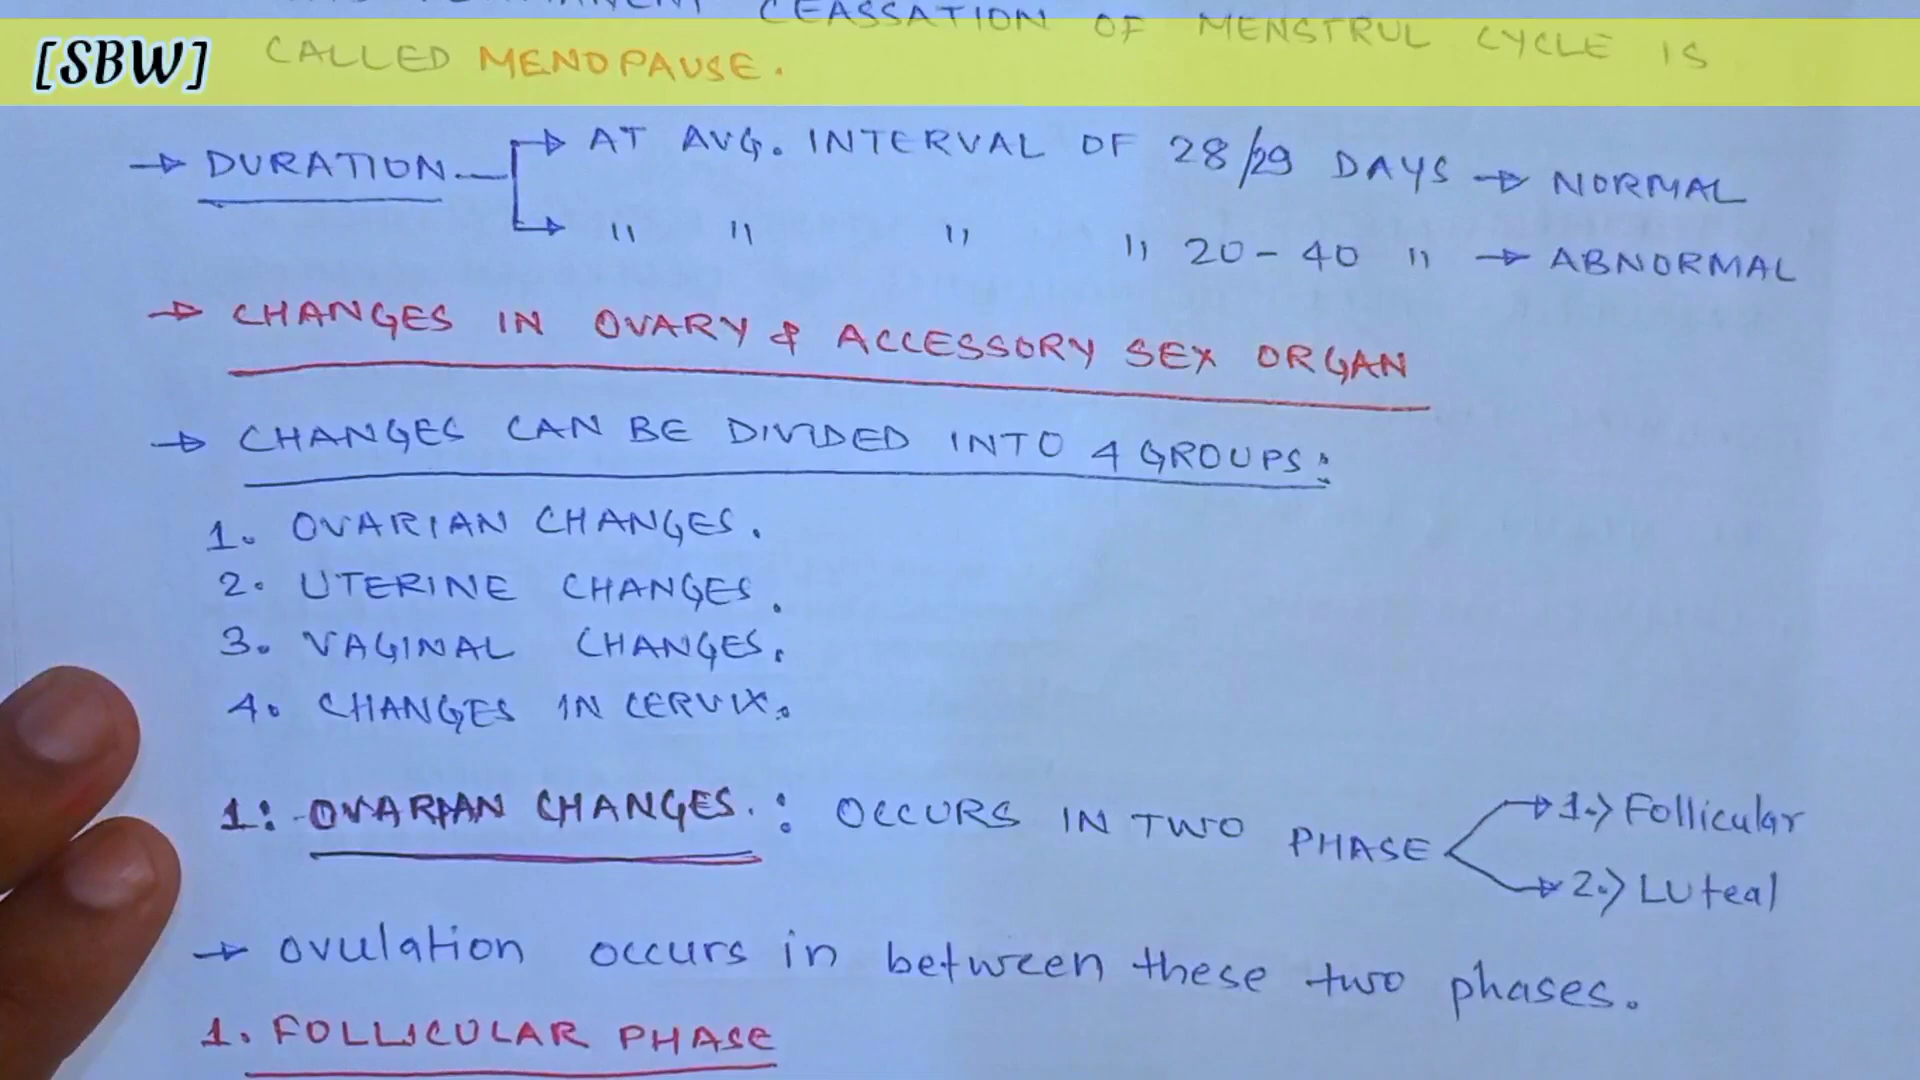 CEASSATION OF MENSTRUL CYCLE IS
[SBW] CALLED MENOPAUSE.
→ DURATION → AT AVG. INTERVAL OF 28/29 DAYS → NORMAL
→ " " " " 20-40 " → ABNORMAL
→ CHANGES IN OVARY & ACCESSORY SEX ORGAN
→ CHANGES CAN BE DIVIDED INTO 4 GROUPS:
1. OVARIAN CHANGES.
2. UTERINE CHANGES.
3. VAGINAL CHANGES.
4. CHANGES IN CERVIX.
1: OVARIAN CHANGES. : OCCURS IN TWO PHASE → 1.) Follicular
→ 2.) Luteal
→ ovulation occurs in between these two phases.
1. FOLLICULAR PHASE